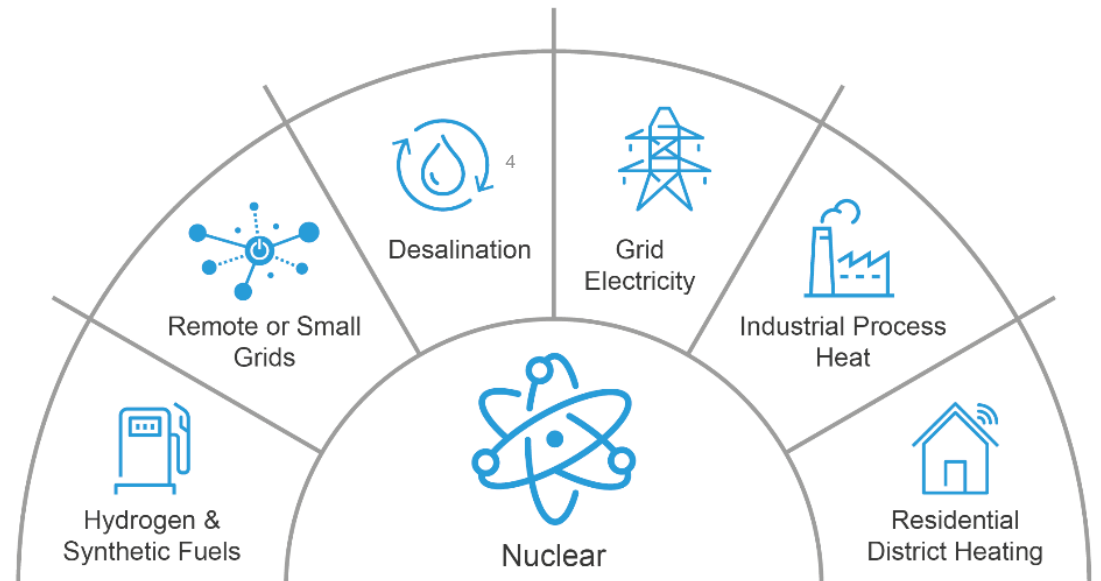 Hydrogen &
Synthetic Fuels
Remote or Small
Grids
Desalination
4
Grid
Electricity
Industrial Process
Heat
Residential
District Heating
Nuclear